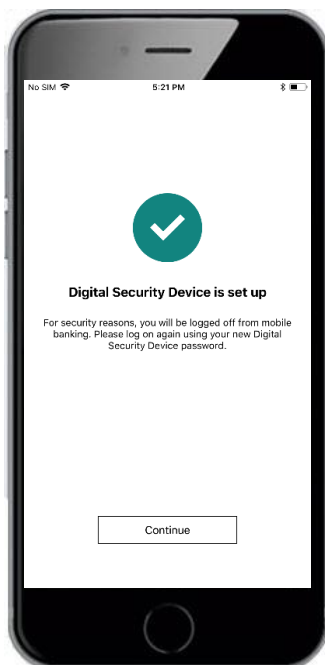 No SIM 5:21 PM
Digital Security Device is set up
For security reasons, you will be logged off from mobile
banking. Please log on again using your new Digital
Security Device password.
Continue